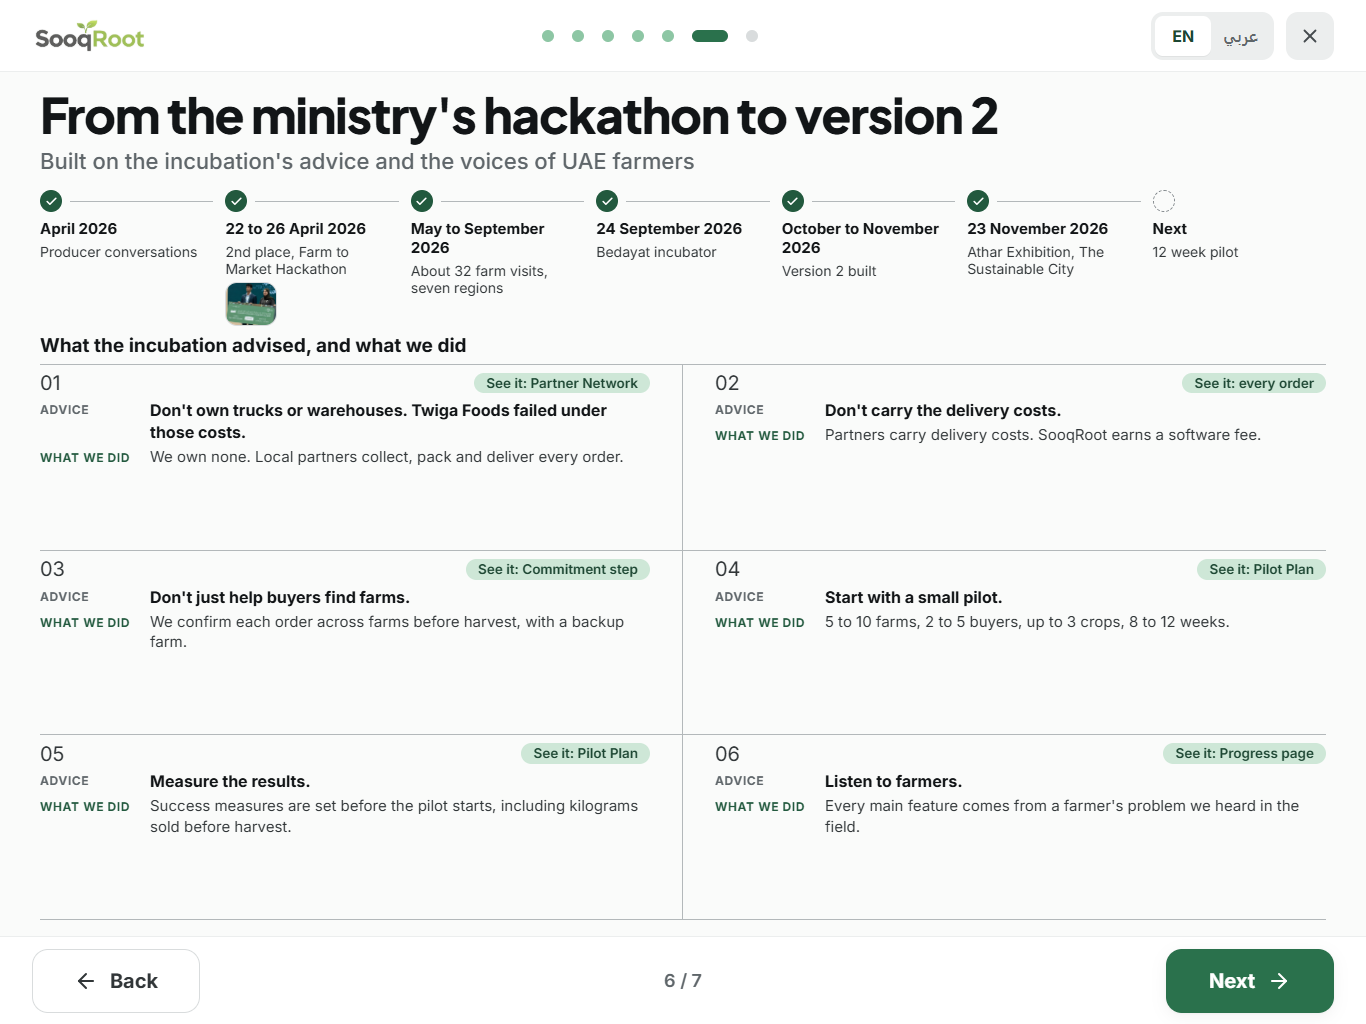 SooqRoot
EN
عربي
From the ministry's hackathon to version 2
Built on the incubation's advice and the voices of UAE farmers
April 2026
Producer conversations
22 to 26 April 2026
2nd place, Farm to
Market Hackathon
May to September
2026
About 32 farm visits,
seven regions
24 September 2026
Bedayat incubator
October to November
2026
Version 2 built
23 November 2026
Athar Exhibition, The
Sustainable City
Next
12 week pilot
What the incubation advised, and what we did
01
See it: Partner Network
ADVICE
Don't own trucks or warehouses. Twiga Foods failed under
those costs.
WHAT WE DID
We own none. Local partners collect, pack and deliver every order.
02
See it: every order
ADVICE
Don't carry the delivery costs.
WHAT WE DID
Partners carry delivery costs. SooqRoot earns a software fee.
03
See it: Commitment step
ADVICE
Don't just help buyers find farms.
WHAT WE DID
We confirm each order across farms before harvest, with a backup
farm.
04
See it: Pilot Plan
ADVICE
Start with a small pilot.
WHAT WE DID
5 to 10 farms, 2 to 5 buyers, up to 3 crops, 8 to 12 weeks.
05
See it: Pilot Plan
ADVICE
Measure the results.
WHAT WE DID
Success measures are set before the pilot starts, including kilograms
sold before harvest.
06
See it: Progress page
ADVICE
Listen to farmers.
WHAT WE DID
Every main feature comes from a farmer's problem we heard in the
field.
Back
6 / 7
Next